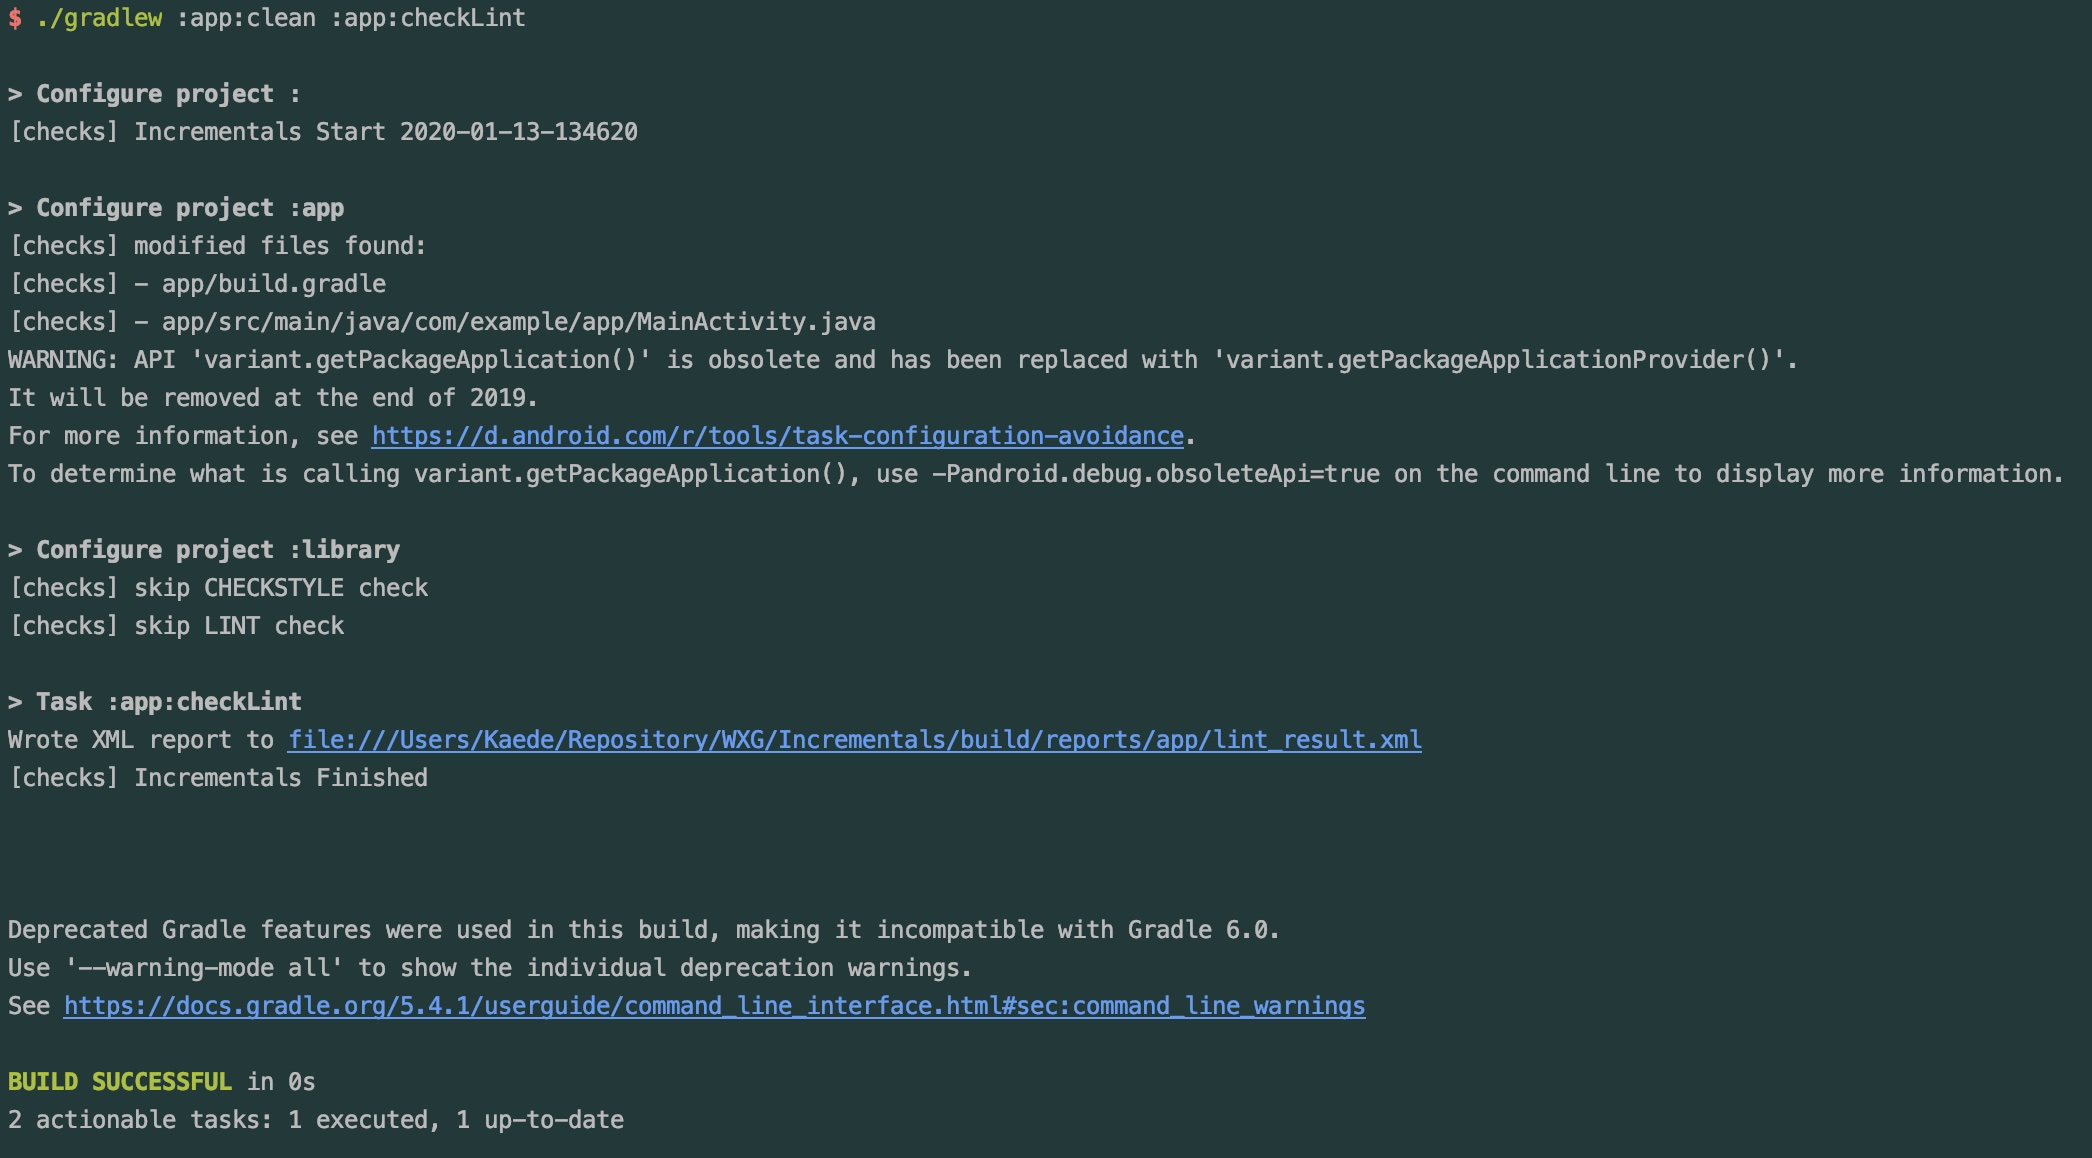 $ ./gradlew :app:clean :app:checkLint
> Configure project :
[checks] Incrementals Start 2020-01-13-134620
> Configure project :app
[checks] modified files found:
[checks] - app/build.gradle
[checks] - app/src/main/java/com/example/app/MainActivity.java
WARNING: API 'variant.getPackageApplication()' is obsolete and has been replaced with 'variant.getPackageApplicationProvider()'.
It will be removed at the end of 2019.
For more information, see https://d.android.com/r/tools/task-configuration-avoidance.
To determine what is calling variant.getPackageApplication(), use -Pandroid.debug.obsoleteApi=true on the command line to display more information.
> Configure project :library
[checks] skip CHECKSTYLE check
[checks] skip LINT check
> Task :app:checkLint
Wrote XML report to file:///Users/Kaede/Repository/WXG/Incrementals/build/reports/app/lint_result.xml
[checks] Incrementals Finished
Deprecated Gradle features were used in this build, making it incompatible with Gradle 6.0.
Use '--warning-mode all' to show the individual deprecation warnings.
See https://docs.gradle.org/5.4.1/userguide/command_line_interface.html#sec:command_line_warnings
BUILD SUCCESSFUL in 0s
2 actionable tasks: 1 executed, 1 up-to-date